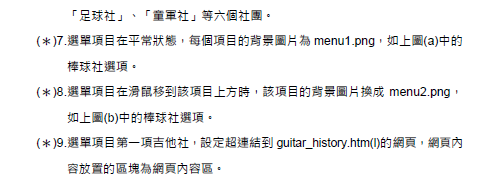 「足球社」、「童軍社」等六個社團。
(＊)7.選單項目在平常狀態，每個項目的背景圖片為 menu1.png，如上圖(a)中的
棒球社選項。
(＊)8.選單項目在滑鼠移到該項目上方時，該項目的背景圖片換成 menu2.png，
如上圖(b)中的棒球社選項。
(＊)9.選單項目第一項吉他社，設定超連結到 guitar_history.htm(l)的網頁，網頁內
容放置的區塊為網頁內容區。